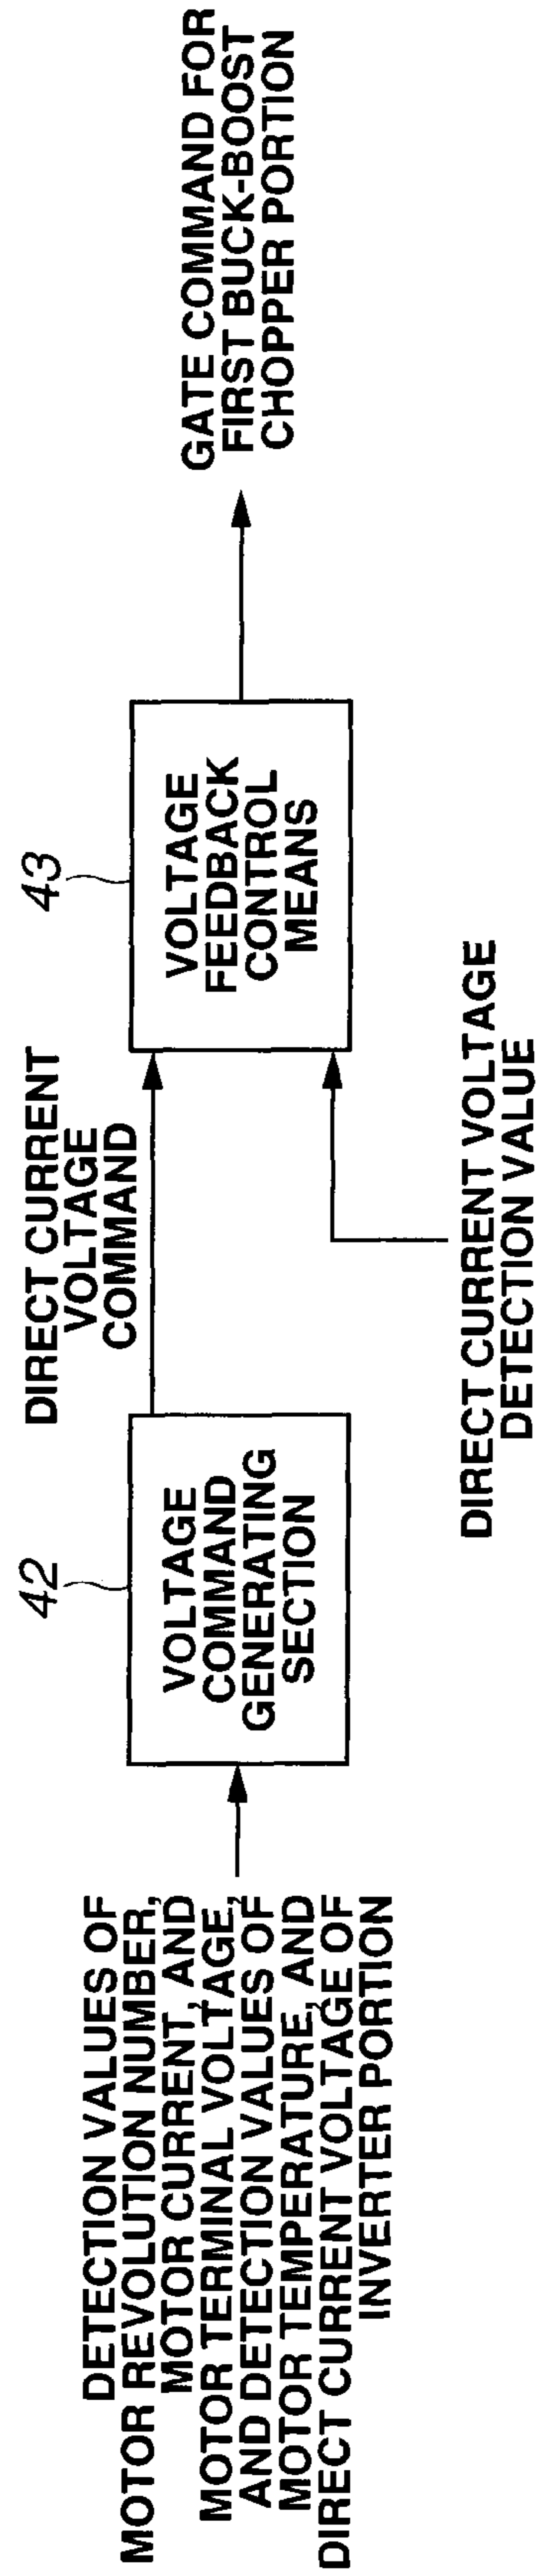 DETECTION VALUES OF
MOTOR REVOLUTION NUMBER,
MOTOR CURRENT, AND
MOTOR TERMINAL VOLTAGE,
AND DETECTION VALUES OF
MOTOR TEMPERATURE, AND
DIRECT CURRENT VOLTAGE OF
INVERTER PORTION
42
VOLTAGE
COMMAND
GENERATING
SECTION
DIRECT CURRENT
VOLTAGE
COMMAND
DIRECT CURRENT VOLTAGE
DETECTION VALUE
43
VOLTAGE
FEEDBACK
CONTROL
MEANS
GATE COMMAND FOR
FIRST BUCK-BOOST
CHOPPER PORTION